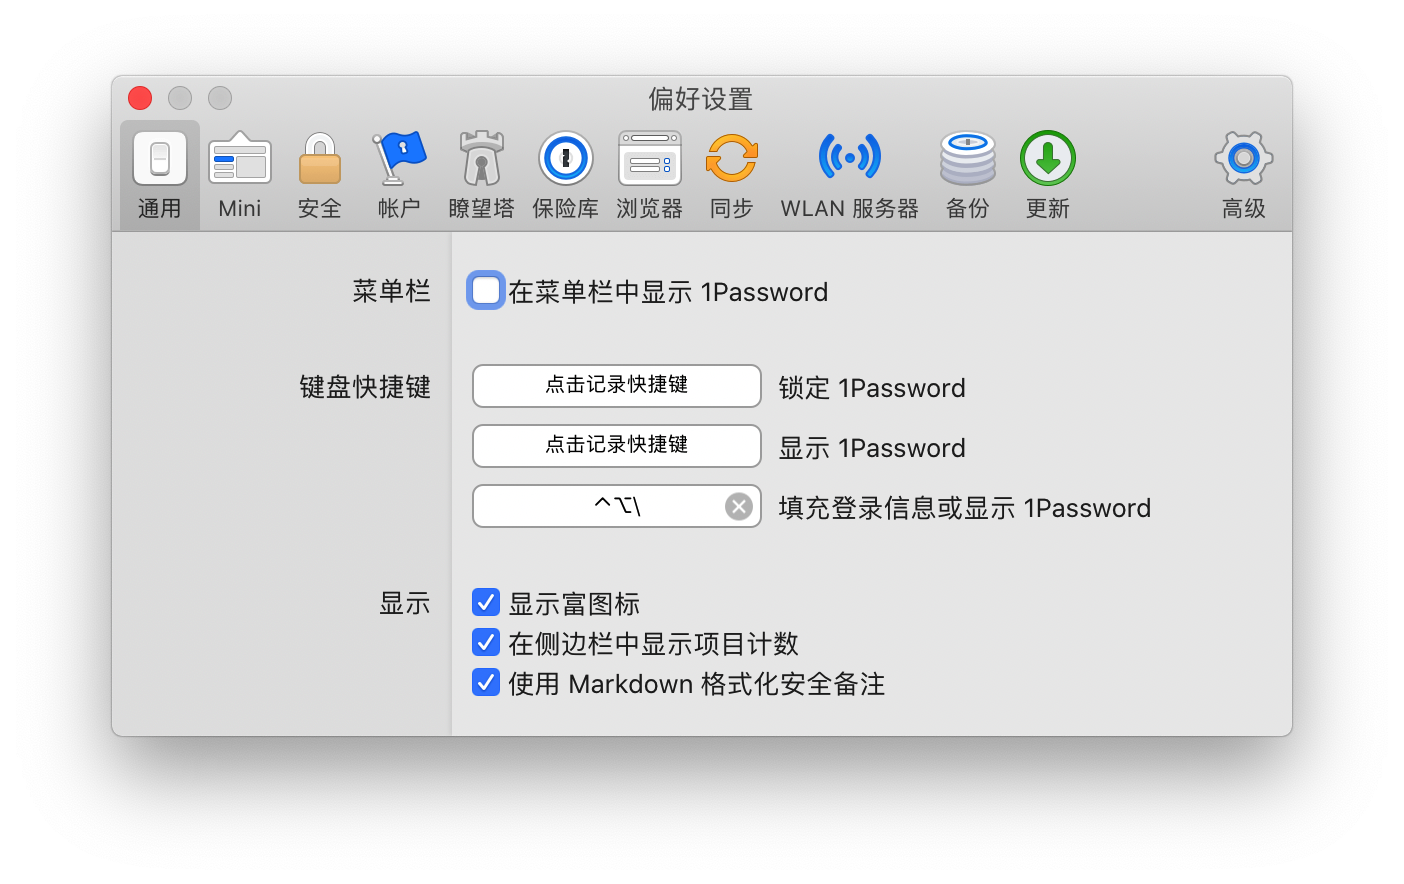 偏好设置
通用 Mini 安全 帐户 瞭望塔 保险库 浏览器 同步 WLAN 服务器 备份 更新 高级
菜单栏 在菜单栏中显示 1Password
键盘快捷键 点击记录快捷键 锁定 1Password
点击记录快捷键 显示 1Password
^⌥\ 填充登录信息或显示 1Password
显示 显示富图标
在侧边栏中显示项目计数
使用 Markdown 格式化安全备注